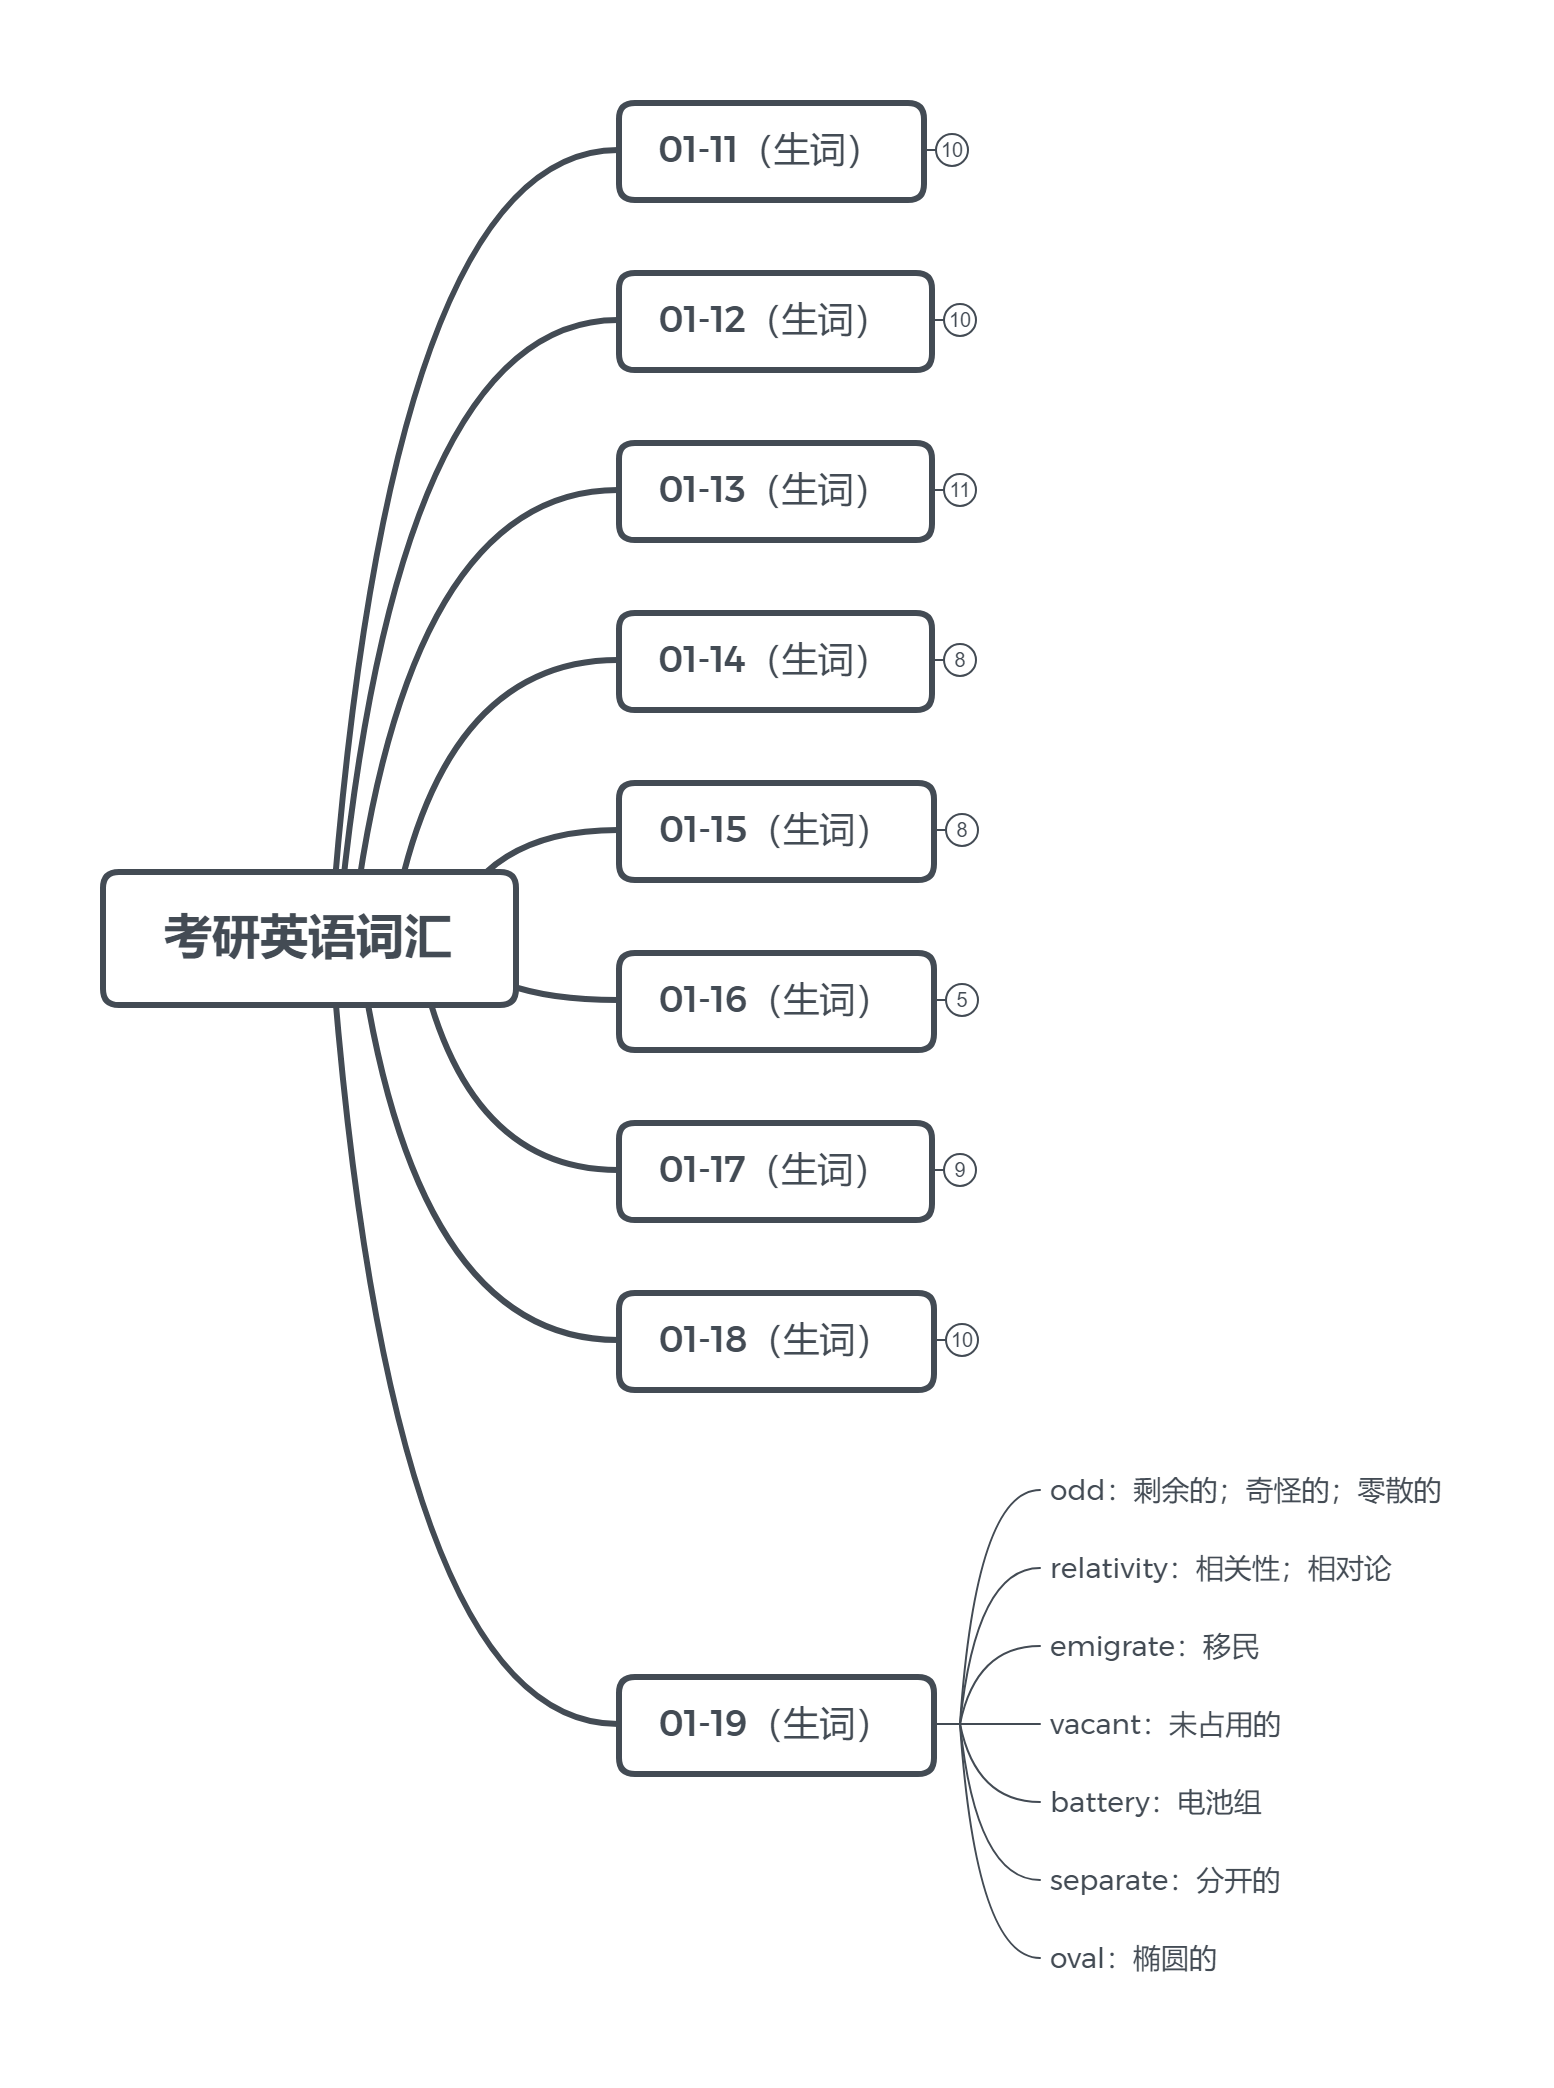 01-11（生词）
10
01-12（生词）
10
01-13（生词）
11
01-14（生词）
8
01-15（生词）
8
考研英语词汇
01-16（生词）
5
01-17（生词）
9
01-18（生词）
10
01-19（生词）
odd：剩余的；奇怪的；零散的
relativity：相关性；相对论
emigrate：移民
vacant：未占用的
battery：电池组
separate：分开的
oval：椭圆的